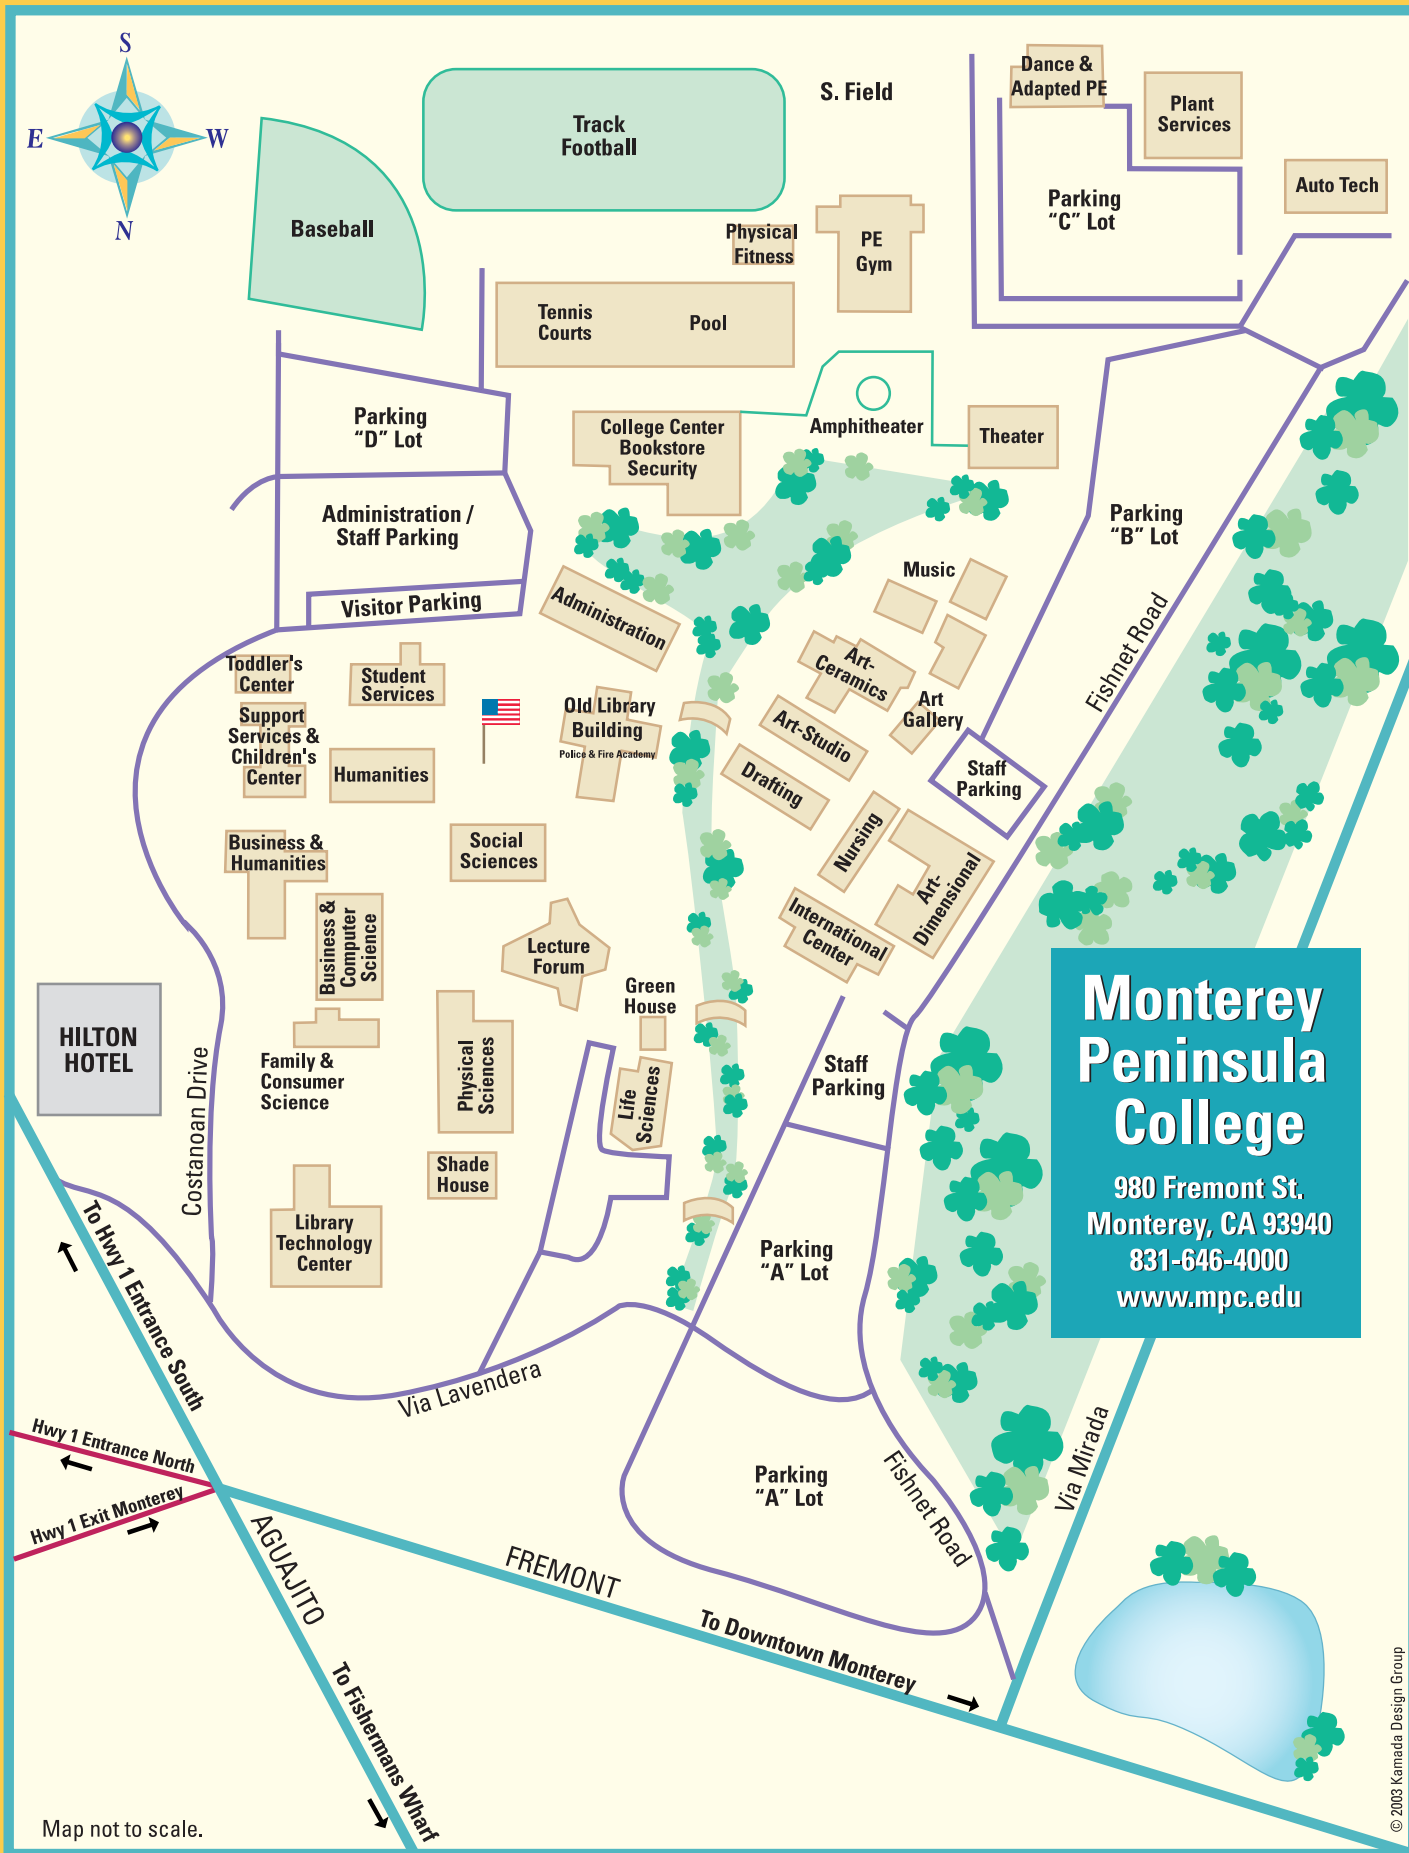 S
E
W
N
S. Field
Track
Football
Baseball
Dance &
Adapted PE
Plant
Services
Auto Tech
Parking
“C” Lot
Physical
Fitness
PE
Gym
Tennis
Courts
Pool
Parking
“D” Lot
College Center
Bookstore
Security
Amphitheater
Theater
Administration /
Staff Parking
Visitor Parking
Parking
“B” Lot
Fishnet Road
Music
Administration
Toddler's
Center
Student
Services
Support
Services &
Children's
Center
Humanities
Old Library
Building
Police & Fire Academy
Art-
Ceramics
Art
Gallery
Art-Studio
Drafting
Staff
Parking
Business &
Humanities
Social
Sciences
Nursing
Art-
Dimensional
International
Center
Business &
Computer
Science
Lecture
Forum
Green
House
HILTON
HOTEL
Family &
Consumer
Science
Physical
Sciences
Life
Sciences
Staff
Parking
Costanoan Drive
Shade
House
Library
Technology
Center
Parking
“A” Lot
Monterey
Peninsula
College
980 Fremont St.
Monterey, CA 93940
831-646-4000
www.mpc.edu
To Hwy 1 Entrance South
Via Lavendera
Hwy 1 Entrance North
Hwy 1 Exit Monterey
Parking
“A” Lot
Fishnet Road
Via Mirada
AGUAJITO
FREMONT
To Downtown Monterey
To Fishermans Wharf
Map not to scale.
© 2003 Kamada Design Group